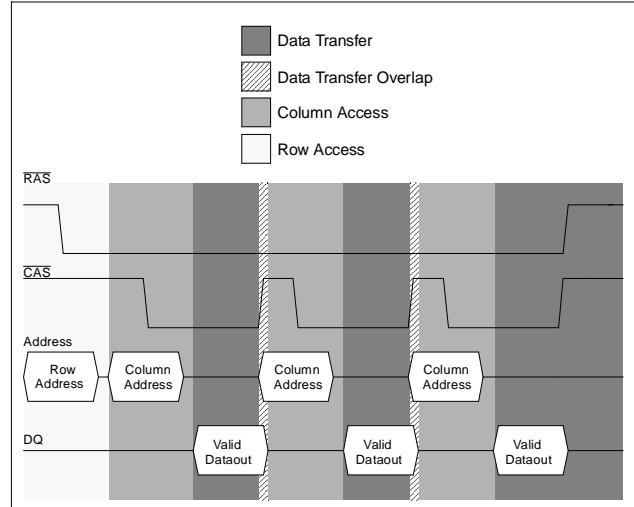 Data Transfer
Data Transfer Overlap
Column Access
Row Access
RAS
CAS
Address
Row
Address
Column
Address
Column
Address
Column
Address
DQ
Valid
Dataout
Valid
Dataout
Valid
Dataout